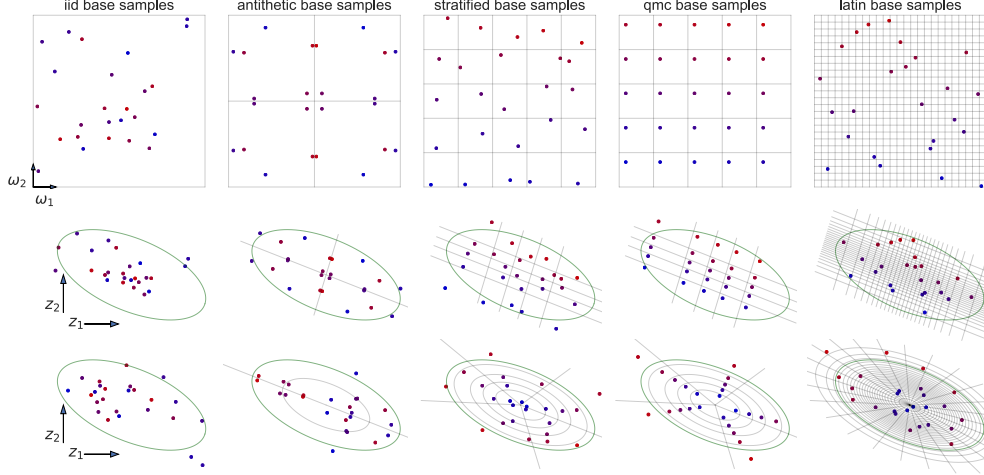 iid base samples
antithetic base samples
stratified base samples
qmc base samples
latin base samples
ω₂
ω₁
z₂
z₁
z₂
z₁